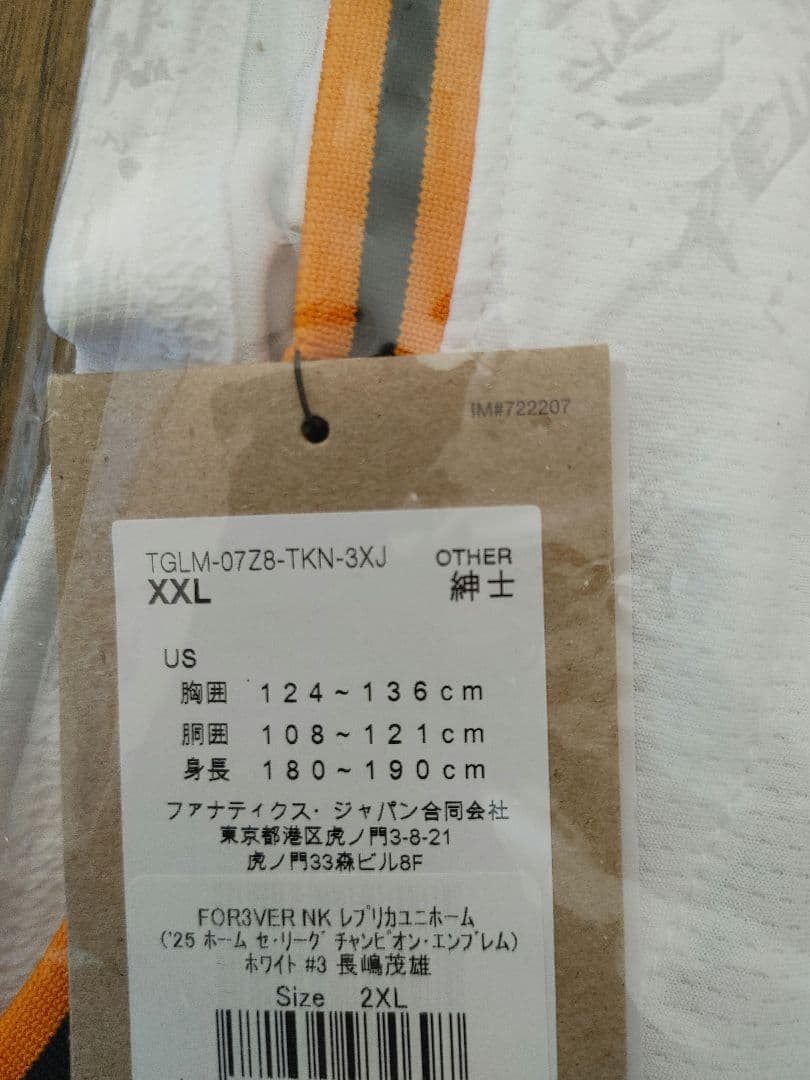 IM#722207
TGLM-07Z8-TKN-3XJ OTHER
XXL 紳士
US
胸囲 124~136cm
胴囲 108~121cm
身長 180~190cm
ファナティクス・ジャパン合同会社
東京都港区虎ノ門3-8-21
虎ノ門33森ビル8F
FOR3VER NK ﾚﾌﾟﾘｶﾕﾆﾎｰﾑ
('25 ﾎｰﾑ ｾ･ﾘｰｸﾞ ﾁｬﾝﾋﾟｵﾝ･ｴﾝﾌﾞﾚﾑ)
ﾎﾜｲﾄ #3 長嶋茂雄
Size 2XL